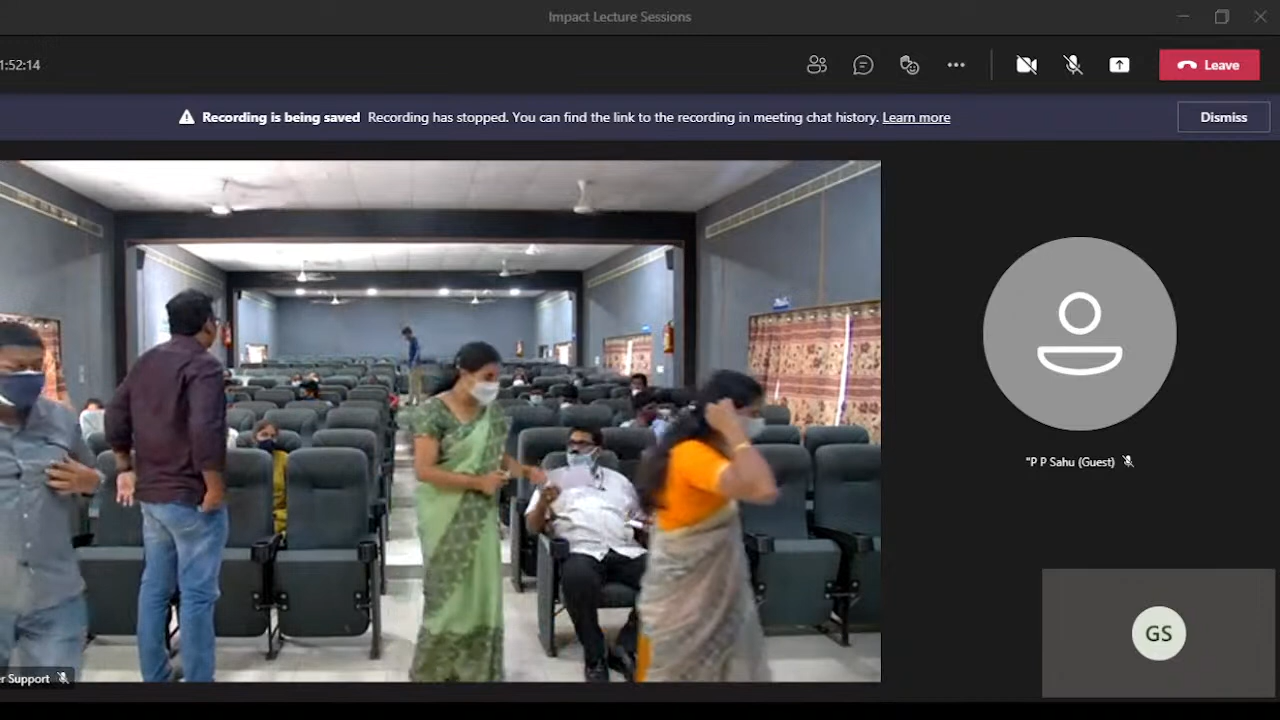 Impact Lecture Sessions
1:52:14
Leave
Recording is being saved Recording has stopped. You can find the link to the recording in meeting chat history. Learn more
Dismiss
"P P Sahu (Guest)
GS
er Support